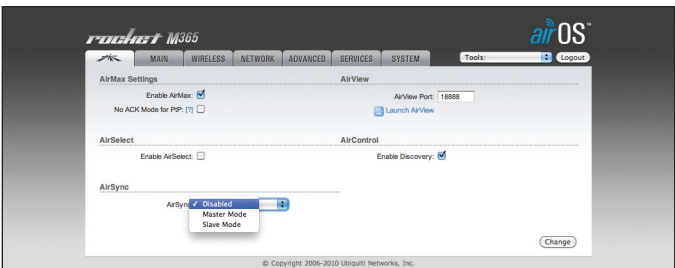 rocket M365
airOS™
MAIN WIRELESS NETWORK ADVANCED SERVICES SYSTEM Tools: Logout
AirMax Settings
Enable AirMax:
No ACK Mode for PtP: [?]
AirView
AirView Port: 18888
Launch AirView
AirSelect
Enable AirSelect:
AirControl
Enable Discovery:
AirSync
AirSync ✓ Disabled
Master Mode
Slave Mode
Change
© Copyright 2006-2010 Ubiquiti Networks, Inc.